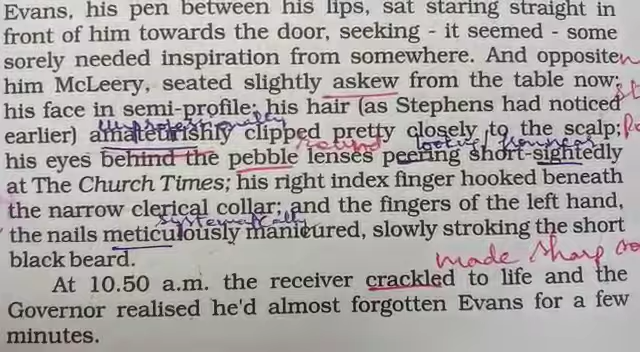 Evans, his pen between his lips, sat staring straight in
front of him towards the door, seeking - it seemed - some
sorely needed inspiration from somewhere. And opposite
him McLeery, seated slightly askew from the table now;
his face in semi-profile; his hair (as Stephens had noticed
earlier) amateurishly clipped pretty closely to the scalp;
round looking
his eyes behind the pebble lenses peering short-sightedly
at The Church Times; his right index finger hooked beneath
the narrow clerical collar; and the fingers of the left hand,
systematically
the nails meticulously manicured, slowly stroking the short
black beard.
made sharp
At 10.50 a.m. the receiver crackled to life and the
Governor realised he'd almost forgotten Evans for a few
minutes.